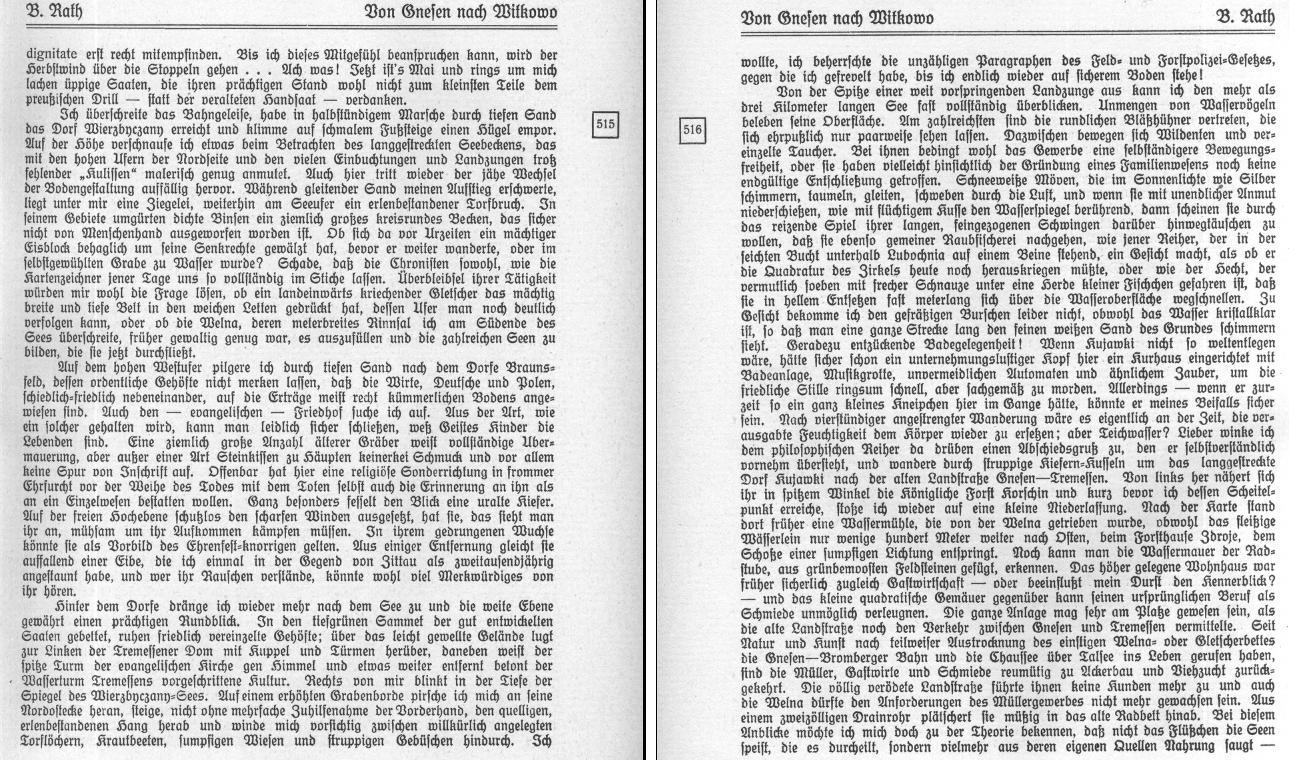 B. Rath Von Gnesen nach Witkowo
dignitate erst recht mitempfinden. Bis ich dieses Mitgefühl beanspruchen kann, wird der
Herbstwind über die Stoppeln gehen . . . Ach was! Jetzt ist's Mai und rings um mich
lachen üppige Saaten, die ihren prächtigen Stand wohl nicht zum kleinsten Teile dem
preußischen Drill — statt der veralteten Handsaat — verdanken.
Ich überschreite das Bahngeleise, habe in halbstündigem Marsche durch tiefen Sand
das Dorf Wierzbyczany erreicht und klimme auf schmalem Fußsteige einen Hügel empor.
Auf der Höhe verschnaufe ich etwas beim Betrachten des langgestreckten Seebeckens, das
mit den hohen Ufern der Nordseite und den vielen Einbuchtungen und Landzungen trotz
fehlender „Kulissen“ malerisch genug anmutet. Auch hier tritt wieder der jähe Wechsel
der Bodengestaltung auffällig hervor. Während gleitender Sand meinen Aufstieg erschwerte,
liegt unter mir eine Ziegelei, weiterhin am Seeufer ein erlenbestandener Torfbruch. In
seinem Gebiete umgürten dichte Binsen ein ziemlich großes kreisrundes Becken, das sicher
nicht von Menschenhand ausgeworfen worden ist. Ob sich da vor Urzeiten ein mächtiger
Eisblock behaglich um seine Senkrechte gewälzt hat, bevor er weiter wanderte, oder im
selbstgewühlten Grabe zu Wasser wurde? Schade, daß die Chronisten sowohl, wie die
Kartenzeichner jener Tage uns so vollständig im Stiche lassen. Überbleibsel ihrer Tätigkeit
würden mir wohl die Frage lösen, ob ein landeinwärts kriechender Gletscher das mächtig
breite und tiefe Bett in den weichen Letten gedrückt hat, dessen Ufer man noch deutlich
verfolgen kann, oder ob die Welna, deren meterbreites Rinnsal ich am Südende des
Sees überschreite, früher gewaltig genug war, es auszufüllen und die zahlreichen Seen zu
bilden, die sie jetzt durchfließt.
Auf dem hohen Westufer pilgere ich durch tiefen Sand nach dem Dorfe Brauns-
feld, dessen ordentliche Gehöfte nicht merken lassen, daß die Wirte, Deutsche und Polen,
schiedlich-friedlich nebeneinander, auf die Erträge meist recht kümmerlichen Bodens ange-
wiesen sind. Auch den — evangelischen — Friedhof suche ich auf. Aus der Art, wie
ein solcher gehalten wird, kann man leidlich sicher schließen, weß Geistes Kinder die
Lebenden sind. Eine ziemlich große Anzahl älterer Gräber weist vollständige Uber-
mauerung, aber außer einer Art Steinkissen zu Häupten keinerlei Schmuck und vor allem
keine Spur von Inschrift auf. Offenbar hat hier eine religiöse Sonderrichtung in frommer
Ehrfurcht vor der Weihe des Todes mit dem Toten selbst auch die Erinnerung an ihn als
an ein Einzelwesen bestatten wollen. Ganz besonders fesselt den Blick eine uralte Kiefer.
Auf der freien Hochebene schutzlos den scharfen Winden ausgesetzt, hat sie, das sieht man
ihr an, mühsam um ihr Aufkommen kämpfen müssen. In ihrem gedrungenen Wuchse
könnte sie als Vorbild des Ehrenfest-knorrigen gelten. Aus einiger Entfernung gleicht sie
auffallend einer Eibe, die ich einmal in der Gegend von Zittau als zweitausendjährig
angestaunt habe, und wer ihr Rauschen verstände, könnte wohl viel Merkwürdiges von
ihr hören.
Hinter dem Dorfe dränge ich wieder mehr nach dem See zu und die weite Ebene
gewährt einen prächtigen Rundblick. In den tiefgrünen Sammet der gut entwickelten
Saaten gebettet, ruhen friedlich vereinzelte Gehöfte; über das leicht gewellte Gelände lugt
zur Linken der Tremessener Dom mit Kuppel und Türmen herüber, daneben weist der
spitze Turm der evangelischen Kirche gen Himmel und etwas weiter entfernt betont der
Wasserturm Tremessens vorgeschrittene Kultur. Rechts von mir blinkt in der Tiefe der
Spiegel des Wierzbyczany-Sees. Auf einem erhöhten Grabenborde pirsche ich mich an seine
Nordostecke heran, steige, nicht ohne mehrfache Zuhilfenahme der Vorderhand, den quelligen,
erlenbestandenen Hang herab und winde mich vorsichtig zwischen willkürlich angelegten
Torflöchern, Krautbeeten, sumpfigen Wiesen und struppigen Gebüschen hindurch. Ich
515
Von Gnesen nach Witkowo B. Rath
516
wollte, ich beherrschte die unzähligen Paragraphen des Feld- und Forstpolizei-Gesetzes,
gegen die ich gefrevelt habe, bis ich endlich wieder auf sicherem Boden stehe!
Von der Spitze einer weit vorspringenden Landzunge aus kann ich den mehr als
drei Kilometer langen See fast vollständig überblicken. Unmengen von Wasservögeln
beleben seine Oberfläche. Am zahlreichsten sind die rundlichen Bläßhühner vertreten, die
sich ehrpußlich nur paarweise sehen lassen. Dazwischen bewegen sich Wildenten und ver-
einzelte Taucher. Bei ihnen bedingt wohl das Gewerbe eine selbständigere Bewegungs-
freiheit, oder sie haben vielleicht hinsichtlich der Gründung eines Familienwesens noch keine
endgültige Entschließung getroffen. Schneeweiße Möven, die im Sonnenlichte wie Silber
schimmern, taumeln, gleiten, schweben durch die Luft, und wenn sie mit unendlicher Anmut
niederschießen, wie mit flüchtigem Kusse den Wasserspiegel berührend, dann scheinen sie durch
das reizende Spiel ihrer langen, feingezogenen Schwingen darüber hinwegtäuschen zu
wollen, daß sie ebenso gemeiner Raubfischerei nachgehen, wie jener Reiher, der in der
seichten Bucht unterhalb Lubochnia auf einem Beine stehend, ein Gesicht macht, als ob er
die Quadratur des Zirkels heute noch herauskriegen müßte, oder wie der Hecht, der
vermutlich soeben mit frecher Schnauze unter eine Herde kleiner Fischchen gefahren ist, daß
sie in hellem Entsetzen fast meterlang sich über die Wasseroberfläche wegschnellen. Zu
Gesicht bekomme ich den gefräßigen Burschen leider nicht, obwohl das Wasser kristallklar
ist, so daß man eine ganze Strecke lang den feinen weißen Sand des Grundes schimmern
sieht. Geradezu entzückende Badegelegenheit! Wenn Kujawki nicht so weltentlegen
wäre, hätte sicher schon ein unternehmungslustiger Kopf hier ein Kurhaus eingerichtet mit
Badeanlage, Musikgrotte, unvermeidlichen Automaten und ähnlichem Zauber, um die
friedliche Stille ringsum schnell, aber sachgemäß zu morden. Allerdings — wenn er zur-
zeit so ein ganz kleines Kneipchen hier im Gange hätte, könnte er meines Beifalls sicher
sein. Nach vierstündiger angestrengter Wanderung wäre es eigentlich an der Zeit, die ver-
ausgabte Feuchtigkeit dem Körper wieder zu ersetzen; aber Teichwasser? Lieber winke ich
dem philosophischen Reiher da drüben einen Abschiedsgruß zu, den er selbstverständlich
vornehm übersieht, und wandere durch struppige Kiefern-Kusseln um das langgestreckte
Dorf Kujawki nach der alten Landstraße Gnesen—Tremessen. Von links her nähert sich
ihr in spitzem Winkel die Königliche Forst Korschin und kurz bevor ich dessen Scheitel-
punkt erreiche, stoße ich wieder auf eine kleine Niederlassung. Nach der Karte stand
dort früher eine Wassermühle, die von der Welna getrieben wurde, obwohl das fleißige
Wässerlein nur wenige hundert Meter weiter nach Osten, beim Forsthause Zdroje, dem
Schoße einer sumpfigen Lichtung entspringt. Noch kann man die Wassermauer der Rad-
stube, aus grünbemoosten Feldsteinen gefügt, erkennen. Das höher gelegene Wohnhaus war
früher sicherlich zugleich Gastwirtschaft — oder beeinflußt mein Durst den Kennerblick?
— und das kleine quadratische Gemäuer gegenüber kann seinen ursprünglichen Beruf als
Schmiede unmöglich verleugnen. Die ganze Anlage mag sehr am Platze gewesen sein, als
die alte Landstraße noch den Verkehr zwischen Gnesen und Tremessen vermittelte. Seit
Natur und Kunst nach teilweiser Austrocknung des einstigen Welna- oder Gletscherbettes
die Gnesen—Bromberger Bahn und die Chaussee über Talsee ins Leben gerufen haben,
sind die Müller, Gastwirte und Schmiede reumütig zu Ackerbau und Viehzucht zurück-
gekehrt. Die völlig verödete Landstraße führte ihnen keine Kunden mehr zu und auch
die Welna dürfte den Anforderungen des Müllergewerbes nicht mehr gewachsen sein. Aus
einem zweizölligen Drainrohr plätschert sie müßig in das alte Radbett hinab. Bei diesem
Anblicke möchte ich mich doch zu der Theorie bekennen, daß nicht das Flüßchen die Seen
speist, die es durcheilt, sondern vielmehr aus deren eigenen Quellen Nahrung saugt —